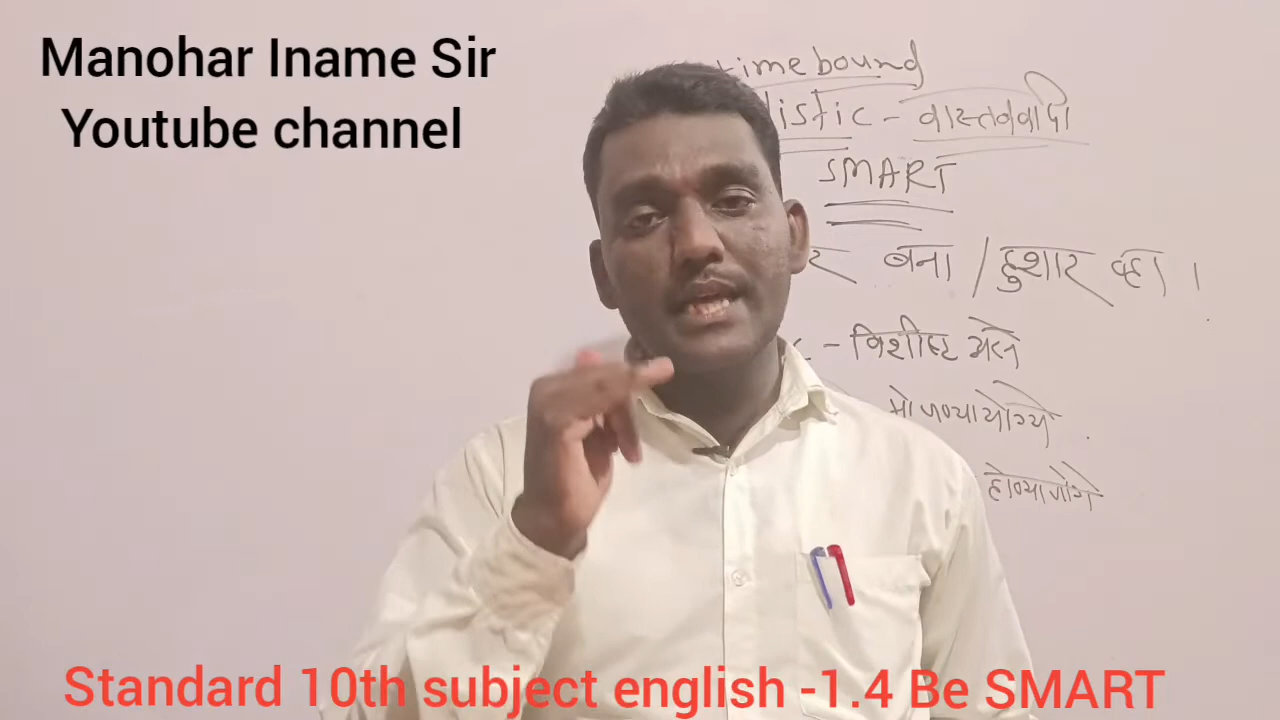 Manohar Iname Sir
Youtube channel
time bound
listic - वास्तववादी
SMART
र बना / हुशार व्हा ।
- विशीष्ट
मोजण्यायोग्ये
Standard 10th subject english -1.4 Be SMART